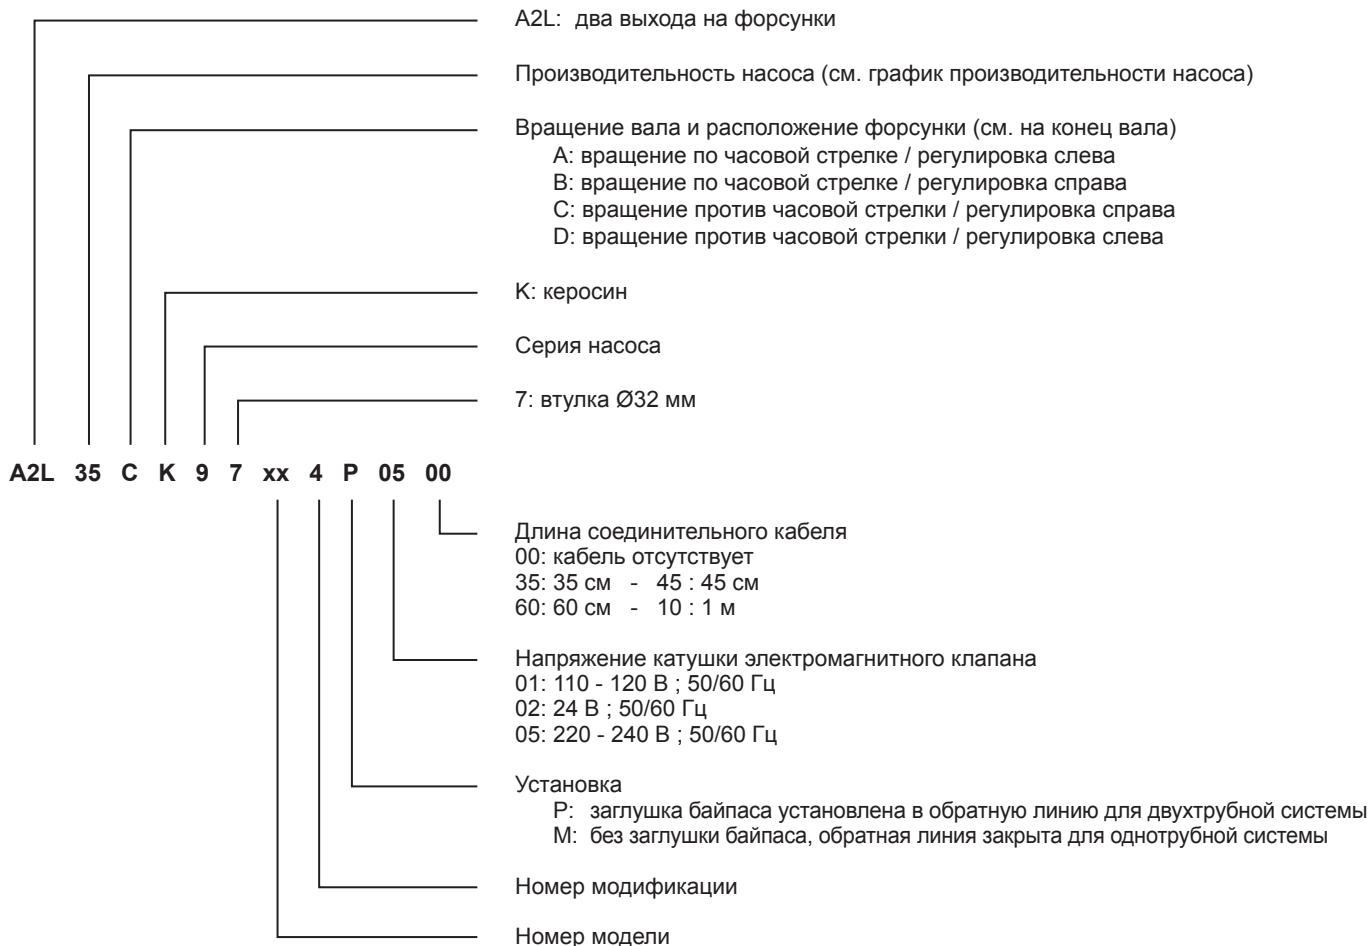 A2L: два выхода на форсунки
Производительность насоса (см. график производительности насоса)
Вращение вала и расположение форсунки (см. на конец вала)
A: вращение по часовой стрелке / регулировка слева
B: вращение по часовой стрелке / регулировка справа
C: вращение против часовой стрелки / регулировка справа
D: вращение против часовой стрелки / регулировка слева
K: керосин
Серия насоса
7: втулка Ø32 мм
A2L 35 C K 9 7 xx 4 P 05 00
Длина соединительного кабеля
00: кабель отсутствует
35: 35 см - 45 : 45 см
60: 60 см - 10 : 1 м
Напряжение катушки электромагнитного клапана
01: 110 - 120 В ; 50/60 Гц
02: 24 В ; 50/60 Гц
05: 220 - 240 В ; 50/60 Гц
Установка
P: заглушка байпаса установлена в обратную линию для двухтрубной системы
M: без заглушки байпаса, обратная линия закрыта для однотрубной системы
Номер модификации
Номер модели